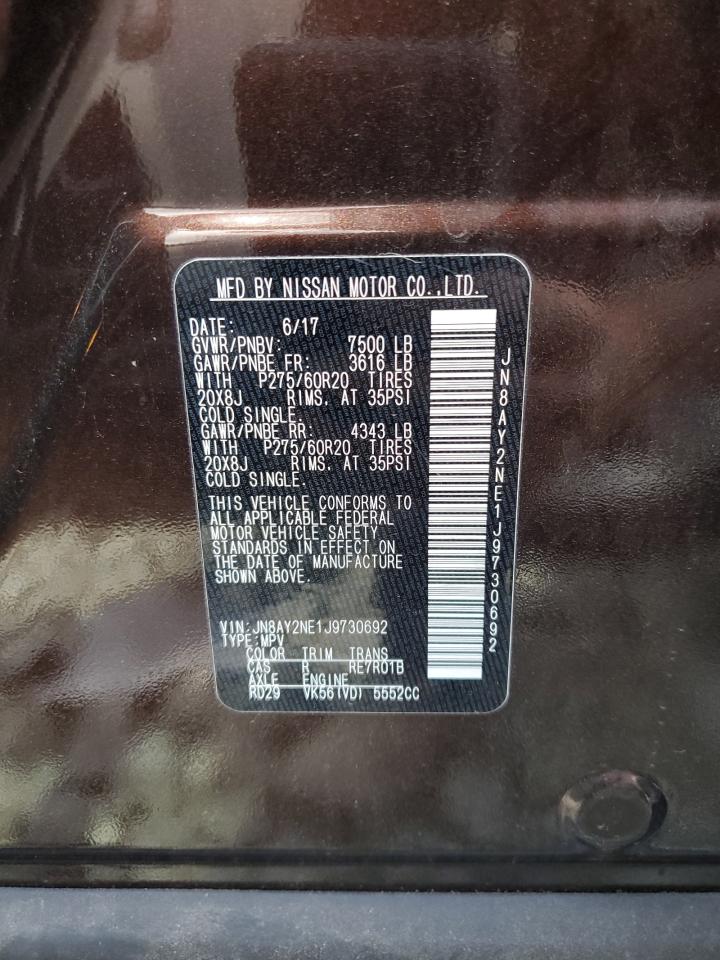 MFD BY NISSAN MOTOR CO.,LTD.
DATE: 6/17
GVWR/PNBV: 7500 LB
GAWR/PNBE FR: 3616 LB
WITH P275/60R20 TIRES
20X8J RIMS. AT 35PSI
COLD SINGLE.
GAWR/PNBE RR: 4343 LB
WITH P275/60R20 TIRES
20X8J RIMS. AT 35PSI
COLD SINGLE.
THIS VEHICLE CONFORMS TO
ALL APPLICABLE FEDERAL
MOTOR VEHICLE SAFETY
STANDARDS IN EFFECT ON
THE DATE OF MANUFACTURE
SHOWN ABOVE.
VIN:JN8AY2NE1J9730692
TYPE:MPV
COLOR TRIM TRANS
CAS R RE7R01B
AXLE ENGINE
RD29 VK56(VD) 5552CC
JN8AY2NE1J9730692